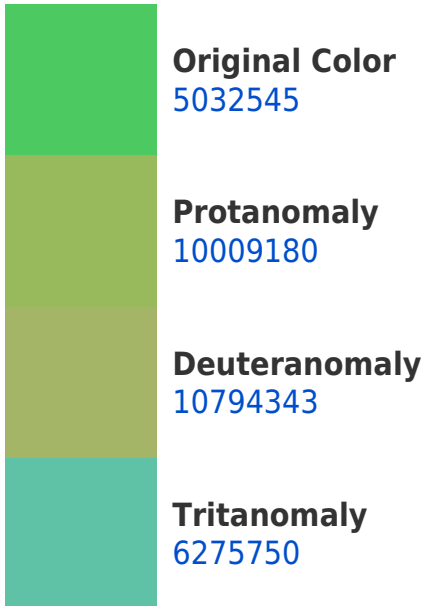 Original Color
5032545
Protanomaly
10009180
Deuteranomaly
10794343
Tritanomaly
6275750